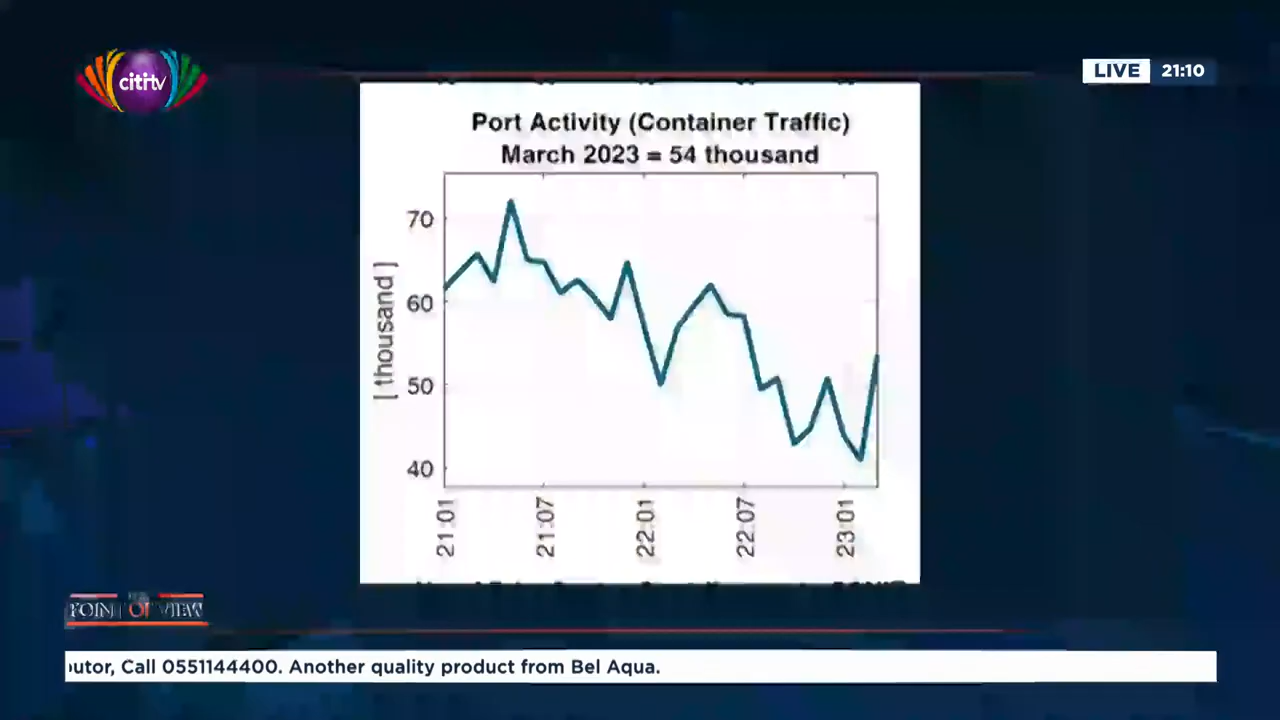 citi tv
LIVE 21:10
Port Activity (Container Traffic)
March 2023 = 54 thousand
[ thousand ]
70
60
50
40
21:01
21:07
22:01
22:07
23:01
POINT OF VIEW
utor, Call 0551144400. Another quality product from Bel Aqua.